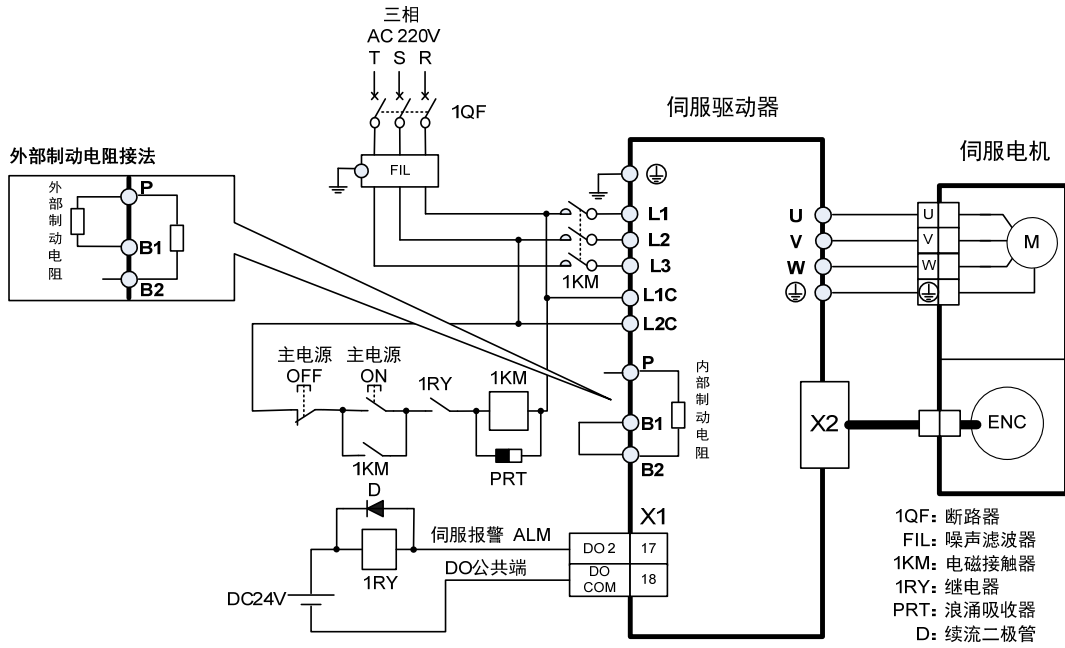 三相
AC 220V
T S R
1QF
FIL
外部制动电阻接法
外部制动电阻
P
B1
B2
伺服驱动器
伺服电机
L1
L2
L3
1KM
L1C
L2C
U
V
W
U
V
W
M
主电源
OFF
主电源
ON
1RY
1KM
1KM
PRT
P
B1
B2
内部制动电阻
X2
ENC
D
1RY
DC24V
伺服报警 ALM
DO公共端
X1
DO 2
17
DO
COM
18
1QF：断路器
FIL：噪声滤波器
1KM：电磁接触器
1RY：继电器
PRT：浪涌吸收器
D：续流二极管